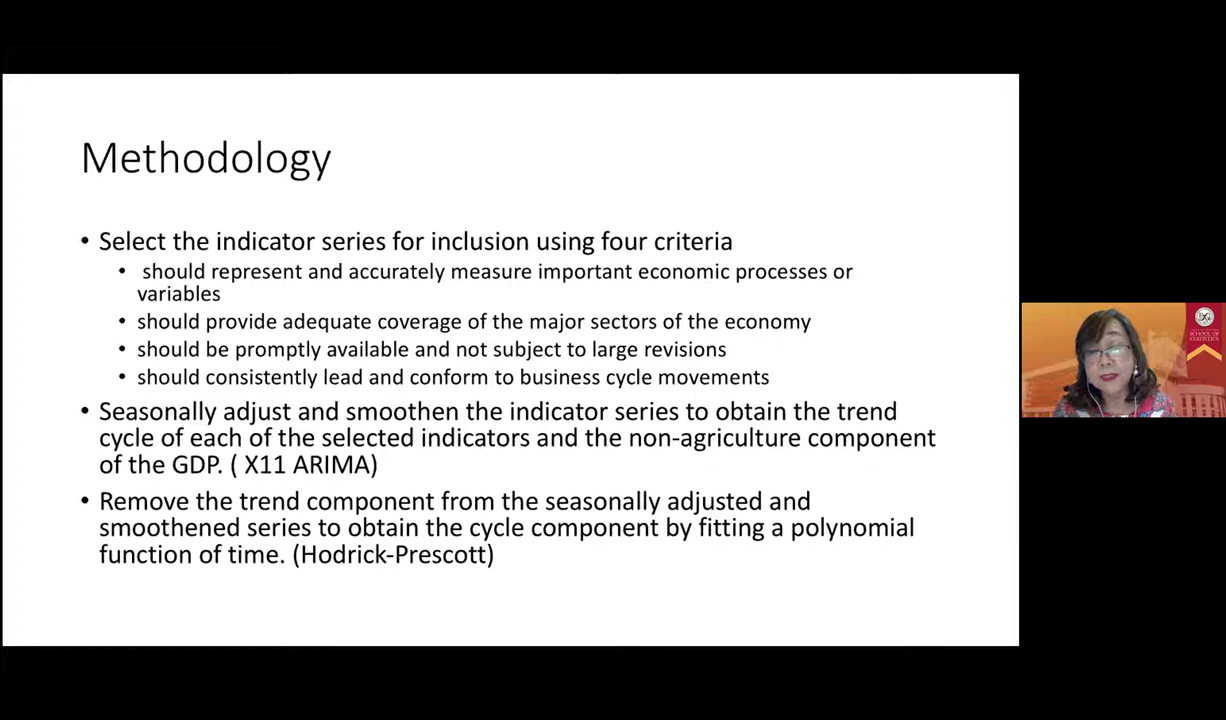 Methodology
• Select the indicator series for inclusion using four criteria
• should represent and accurately measure important economic processes or
variables
• should provide adequate coverage of the major sectors of the economy
• should be promptly available and not subject to large revisions
• should consistently lead and conform to business cycle movements
• Seasonally adjust and smoothen the indicator series to obtain the trend
cycle of each of the selected indicators and the non-agriculture component
of the GDP. ( X11 ARIMA)
• Remove the trend component from the seasonally adjusted and
smoothened series to obtain the cycle component by fitting a polynomial
function of time. (Hodrick-Prescott)
SCHOOL OF
STATISTICS